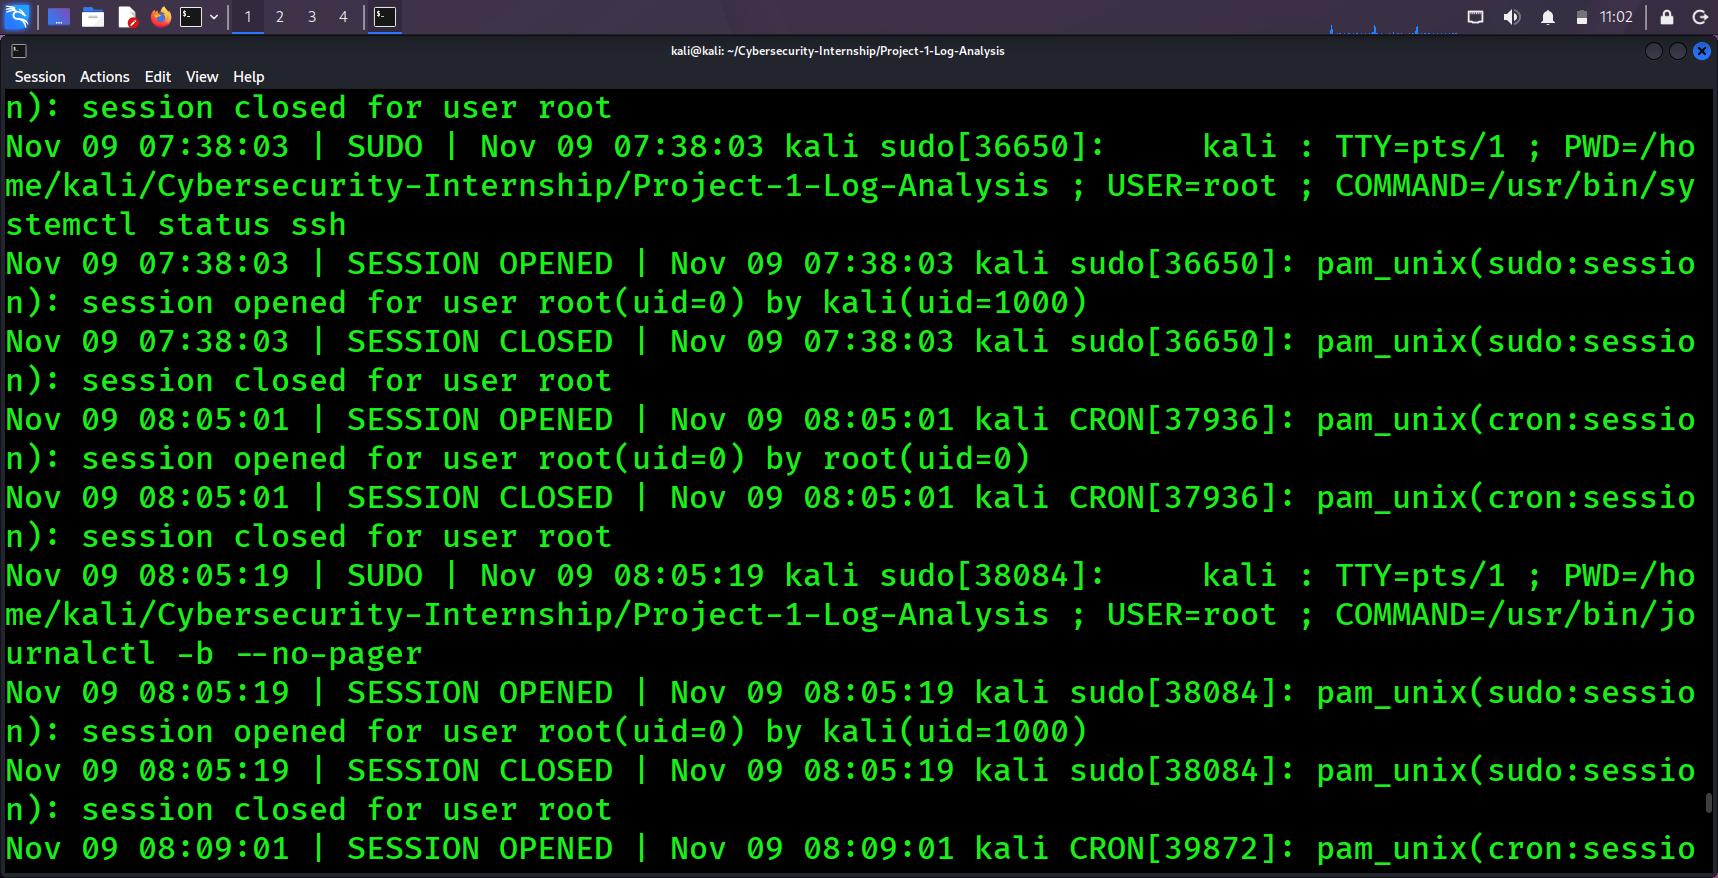 1 2 3 4 11:02
kali@kali: ~/Cybersecurity-Internship/Project-1-Log-Analysis
Session Actions Edit View Help
n): session closed for user root
Nov 09 07:38:03 | SUDO | Nov 09 07:38:03 kali sudo[36650]:     kali : TTY=pts/1 ; PWD=/ho
me/kali/Cybersecurity-Internship/Project-1-Log-Analysis ; USER=root ; COMMAND=/usr/bin/sy
stemctl status ssh
Nov 09 07:38:03 | SESSION OPENED | Nov 09 07:38:03 kali sudo[36650]: pam_unix(sudo:sessio
n): session opened for user root(uid=0) by kali(uid=1000)
Nov 09 07:38:03 | SESSION CLOSED | Nov 09 07:38:03 kali sudo[36650]: pam_unix(sudo:sessio
n): session closed for user root
Nov 09 08:05:01 | SESSION OPENED | Nov 09 08:05:01 kali CRON[37936]: pam_unix(cron:sessio
n): session opened for user root(uid=0) by root(uid=0)
Nov 09 08:05:01 | SESSION CLOSED | Nov 09 08:05:01 kali CRON[37936]: pam_unix(cron:sessio
n): session closed for user root
Nov 09 08:05:19 | SUDO | Nov 09 08:05:19 kali sudo[38084]:     kali : TTY=pts/1 ; PWD=/ho
me/kali/Cybersecurity-Internship/Project-1-Log-Analysis ; USER=root ; COMMAND=/usr/bin/jo
urnalctl -b --no-pager
Nov 09 08:05:19 | SESSION OPENED | Nov 09 08:05:19 kali sudo[38084]: pam_unix(sudo:sessio
n): session opened for user root(uid=0) by kali(uid=1000)
Nov 09 08:05:19 | SESSION CLOSED | Nov 09 08:05:19 kali sudo[38084]: pam_unix(sudo:sessio
n): session closed for user root
Nov 09 08:09:01 | SESSION OPENED | Nov 09 08:09:01 kali CRON[39872]: pam_unix(cron:sessio